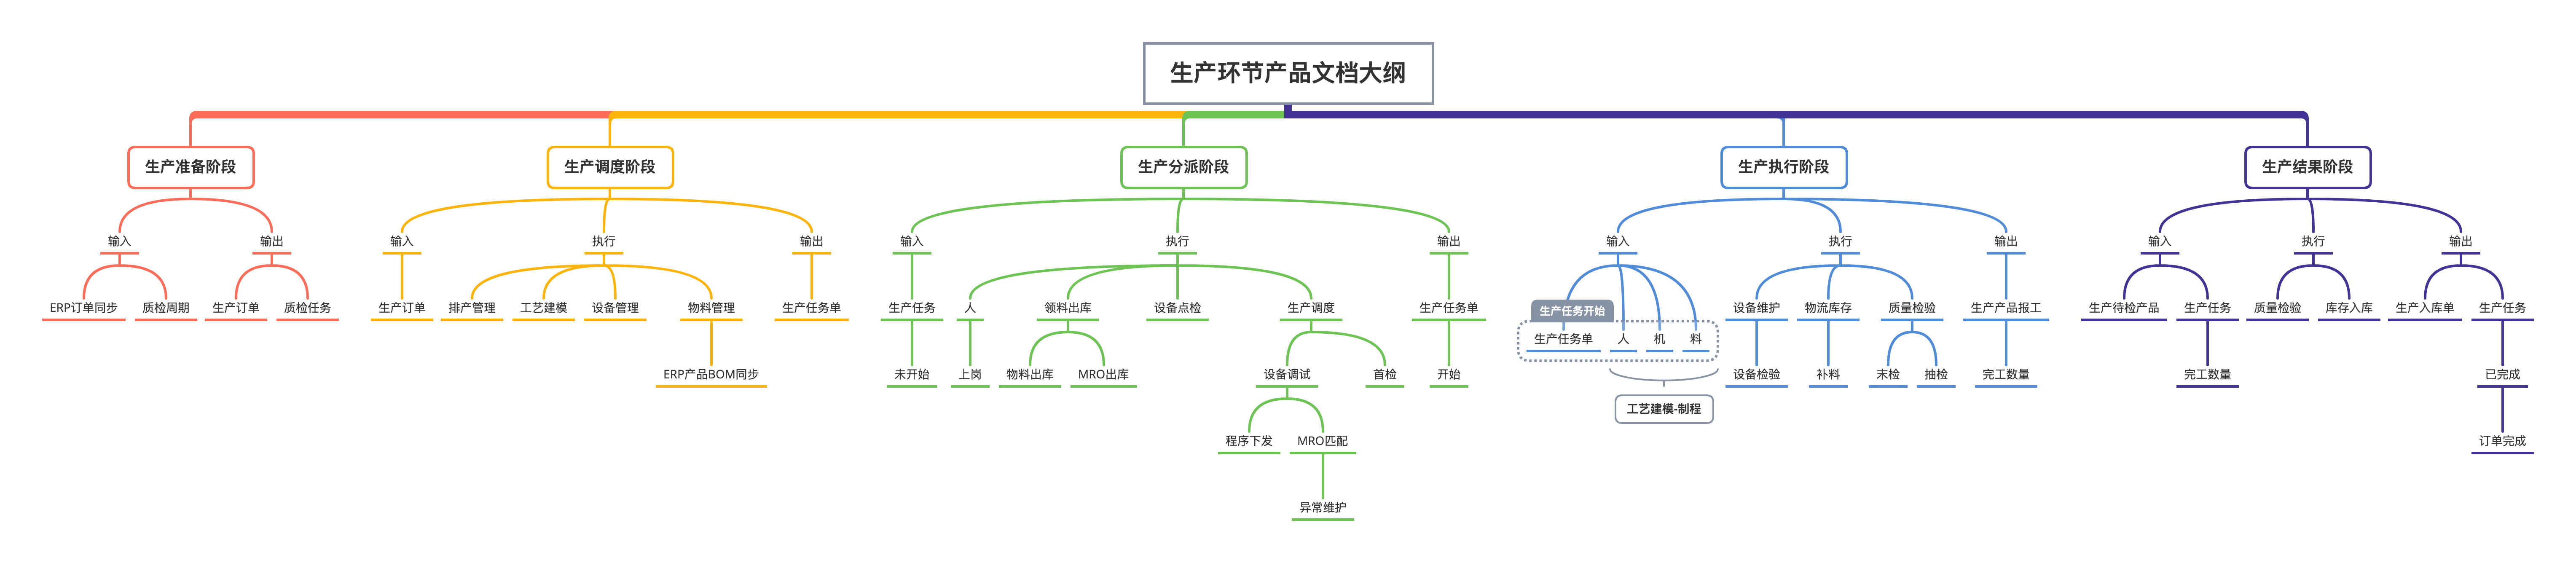 生产环节产品文档大纲
生产准备阶段
生产调度阶段
生产分派阶段
生产执行阶段
生产结果阶段
输入
输出
输入
执行
输出
输入
执行
输出
输入
执行
输出
输入
执行
输出
ERP订单同步
质检周期
生产订单
质检任务
生产订单
排产管理
工艺建模
设备管理
物料管理
生产任务单
生产任务
人
领料出库
设备点检
生产调度
生产任务单
生产任务开始
设备维护
物流库存
质量检验
生产产品报工
生产待检产品
生产任务
质量检验
库存入库
生产入库单
生产任务
生产任务单
人
机
料
ERP产品BOM同步
未开始
上岗
物料出库
MRO出库
设备调试
首检
开始
设备检验
补料
末检
抽检
完工数量
完工数量
已完成
工艺建模-制程
程序下发
MRO匹配
订单完成
异常维护